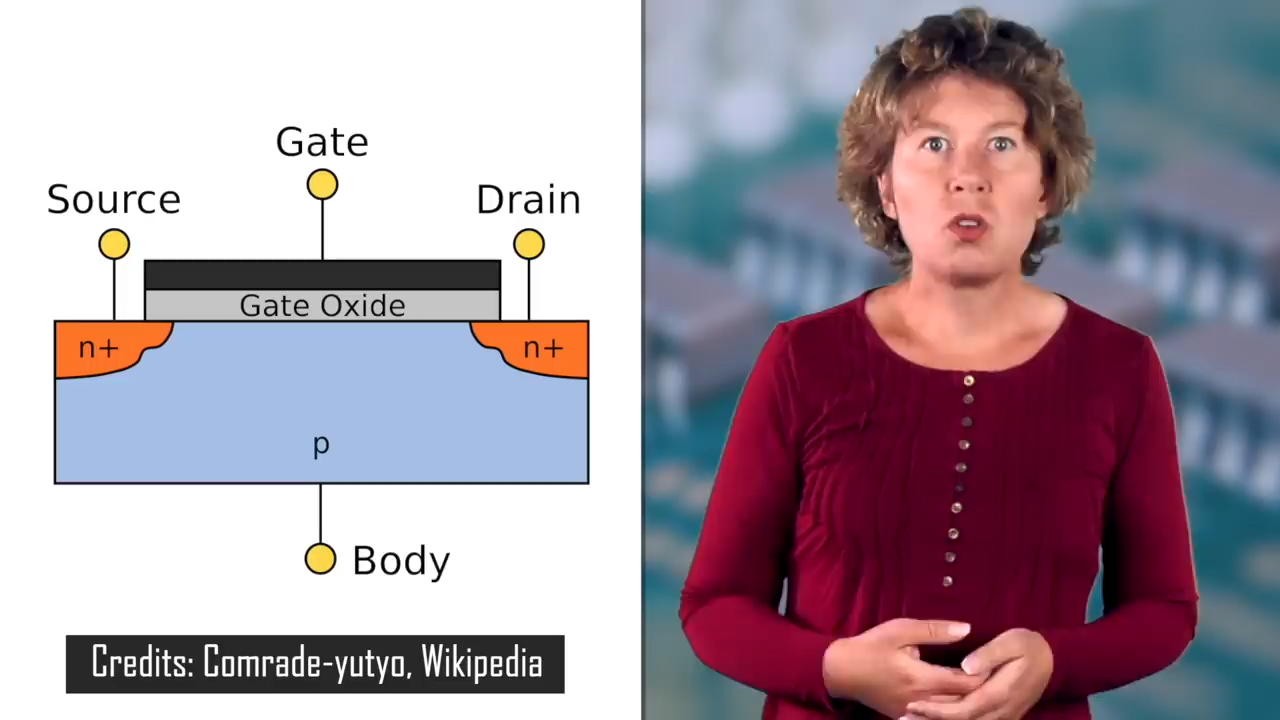 Gate
Source
Drain
Gate Oxide
n+
n+
p
Body
Credits: Comrade-yutyo, Wikipedia